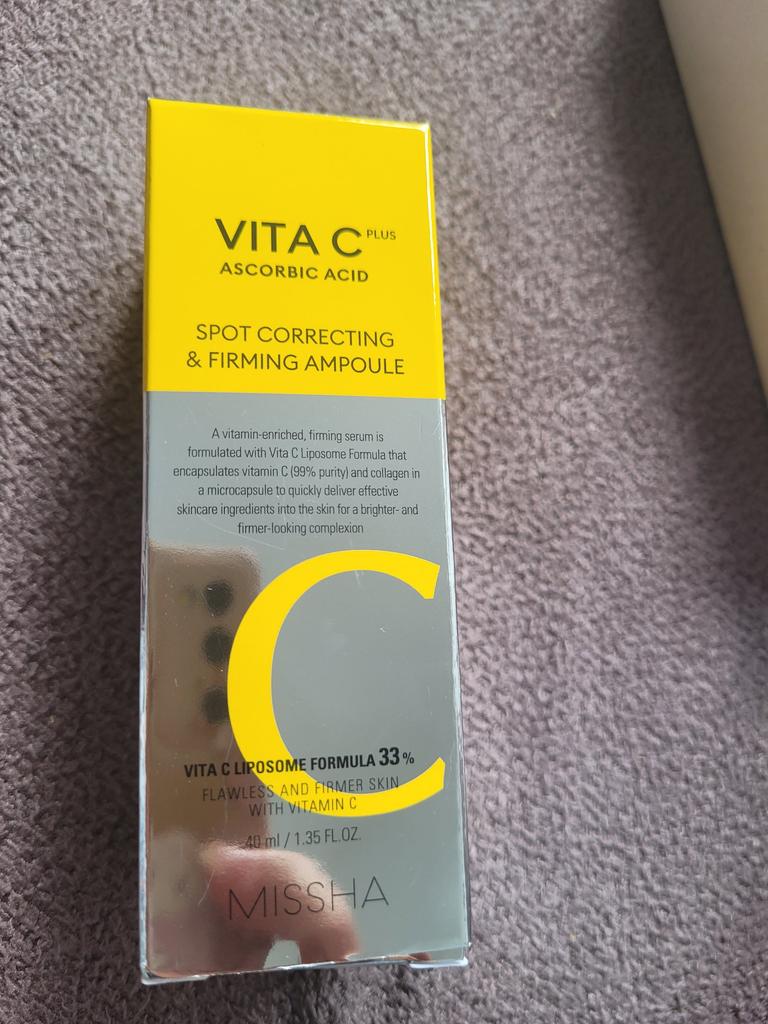 VITA C PLUS
ASCORBIC ACID
SPOT CORRECTING
& FIRMING AMPOULE
A vitamin-enriched, firming serum is
formulated with Vita C Liposome Formula that
encapsulates vitamin C (99% purity) and collagen in
a microcapsule to quickly deliver effective
skincare ingredients into the skin for a brighter- and
firmer-looking complexion
C
VITA C LIPOSOME FORMULA 33%
FLAWLESS AND FIRMER SKIN
WITH VITAMIN C
40 ml / 1.35 FL.OZ.
MISSHA